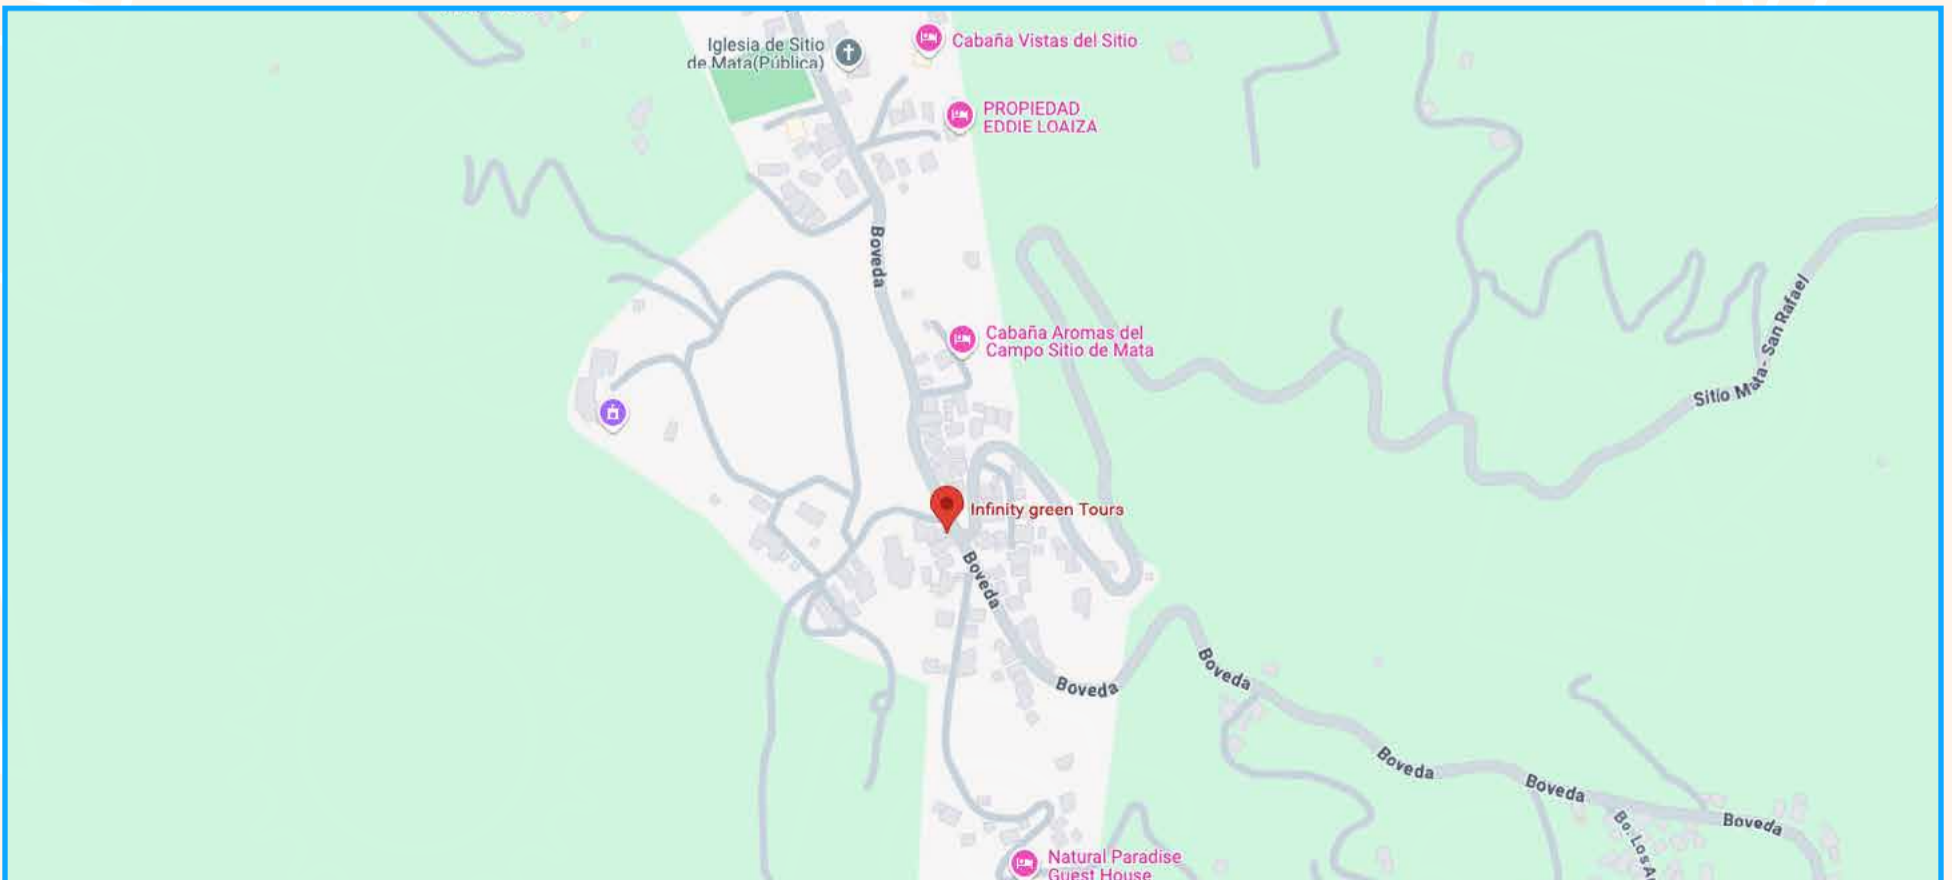 Iglesia de Sitio
de Mata(Pública)
Cabaña Vistas del Sitio
PROPIEDAD
EDDIE LOAIZA
Boveda
Cabaña Aromas del
Campo Sitio de Mata
Sitio Mata- San Rafael
Infinity green Tours
Boveda
Boveda
Boveda
Boveda
Boveda
Boveda
Bo. Los A
Natural Paradise
Guest House